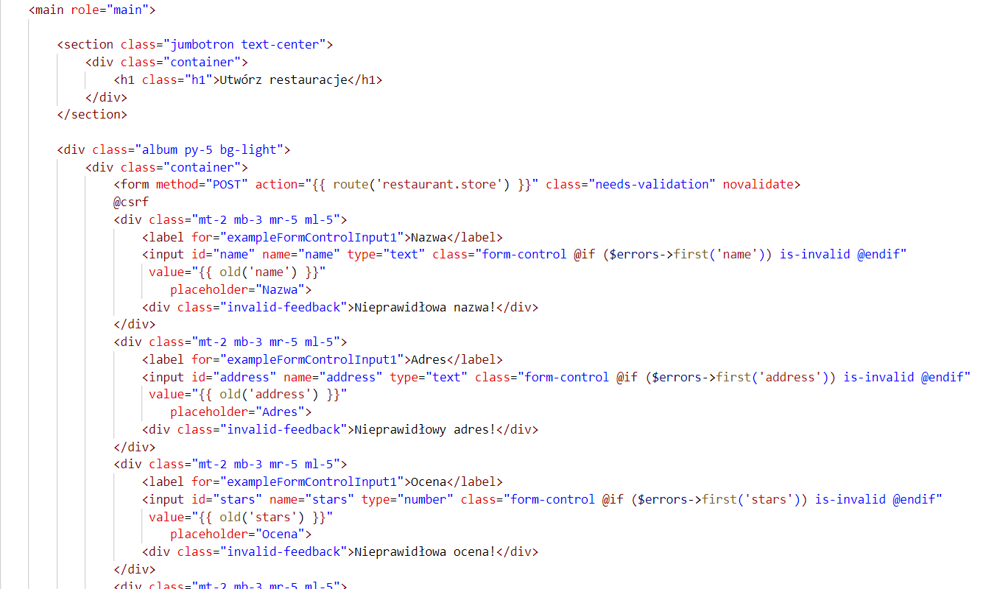 <main role="main">
<section class="jumbotron text-center">
<div class="container">
<h1 class="h1">Utwórz restauracje</h1>
</div>
</section>
<div class="album py-5 bg-light">
<div class="container">
<form method="POST" action="{{ route('restaurant.store') }}" class="needs-validation" novalidate>
@csrf
<div class="mt-2 mb-3 mr-5 ml-5">
<label for="exampleFormControlInput1">Nazwa</label>
<input id="name" name="name" type="text" class="form-control @if ($errors->first('name')) is-invalid @endif"
value="{{ old('name') }}"
placeholder="Nazwa">
<div class="invalid-feedback">Nieprawidłowa nazwa!</div>
</div>
<div class="mt-2 mb-3 mr-5 ml-5">
<label for="exampleFormControlInput1">Adres</label>
<input id="address" name="address" type="text" class="form-control @if ($errors->first('address')) is-invalid @endif"
value="{{ old('address') }}"
placeholder="Adres">
<div class="invalid-feedback">Nieprawidłowy adres!</div>
</div>
<div class="mt-2 mb-3 mr-5 ml-5">
<label for="exampleFormControlInput1">Ocena</label>
<input id="stars" name="stars" type="number" class="form-control @if ($errors->first('stars')) is-invalid @endif"
value="{{ old('stars') }}"
placeholder="Ocena">
<div class="invalid-feedback">Nieprawidłowa ocena!</div>
</div>
<div class="mt-2 mb-3 mr-5 ml-5">